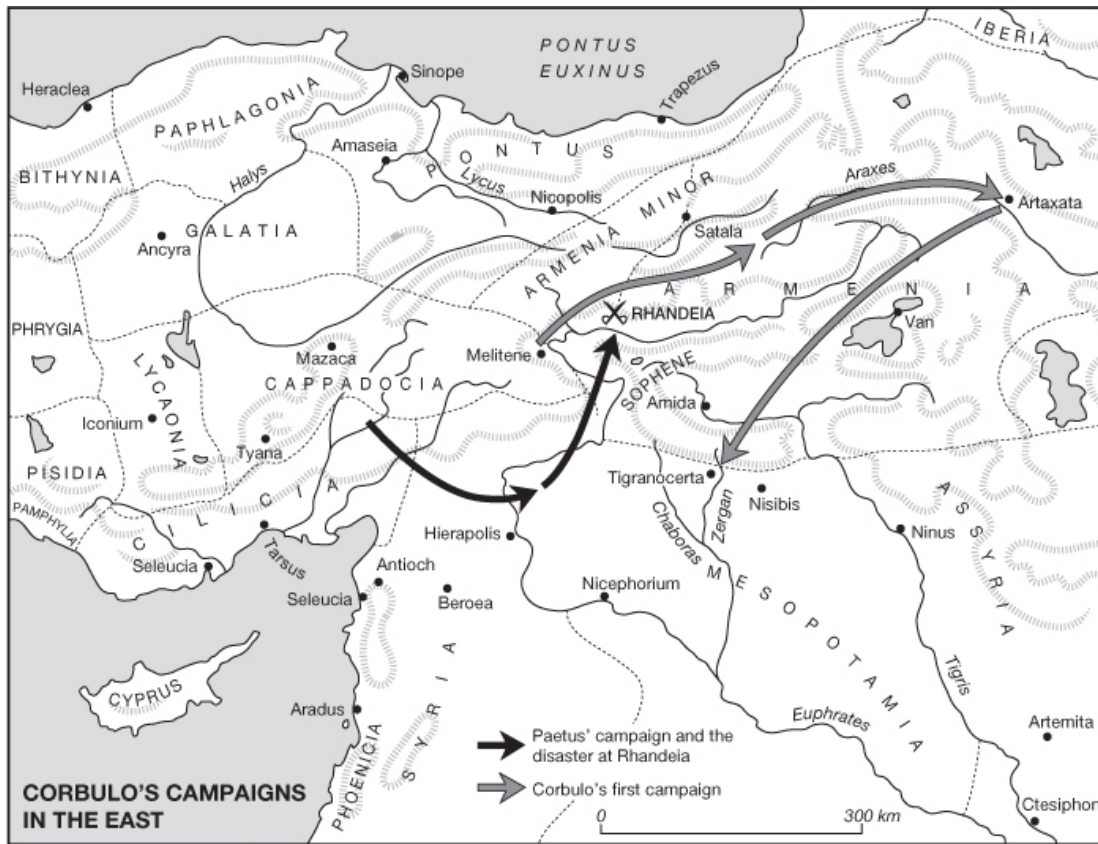 PONTUS
EUXINUS
IBERIA
Sinope
Heraclea
Trapezus
PAPHLAGONIA
Amaseia
PONTUS
BITHYNIA
Halys
Lycus
Nicopolis
MINOR
Araxes
Artaxata
Satala
GALATIA
Ancyra
ARMENIA
ARMENIA
RHANDEIA
Van
PHRYGIA
Mazaca
Melitene
LYCAONIA
CAPPADOCIA
SOPHENE
Amida
Iconium
Tyana
PISIDIA
Tigranocerta
Nisibis
CILICIA
PAMPHYLIA
Zergan
ASSYRIA
Hierapolis
Chaboras
Ninus
Tarsus
Seleucia
Antioch
MESOPOTAMIA
Seleucia
Beroea
Nicephorium
SYRIA
Tigris
CYPRUS
Aradus
Euphrates
Artemita
PHOENICIA
Paetus' campaign and the
disaster at Rhandeia
Corbulo's first campaign
CORBULO'S CAMPAIGNS
IN THE EAST
Ctesiphon
0 300 km